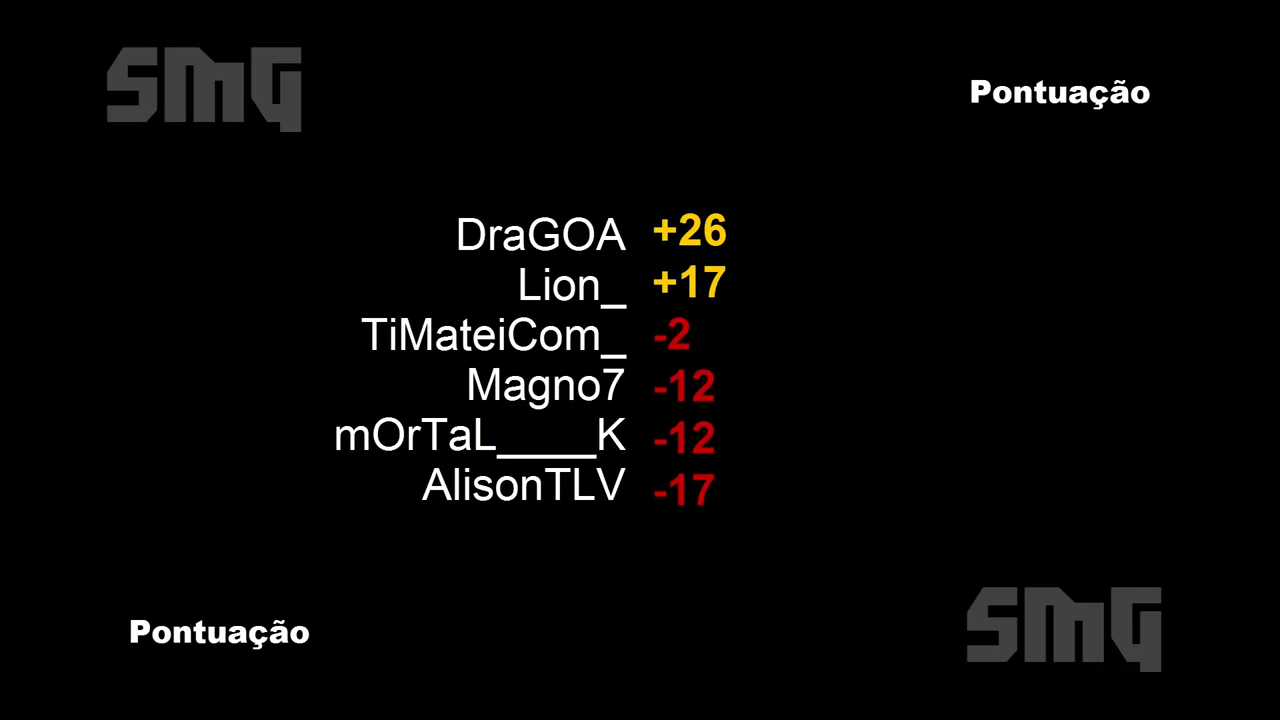 SMG
Pontuação
DraGOA +26
Lion_ +17
TiMateiCom_ -2
Magno7 -12
mOrTaL____K -12
AlisonTLV -17
Pontuação
SMG